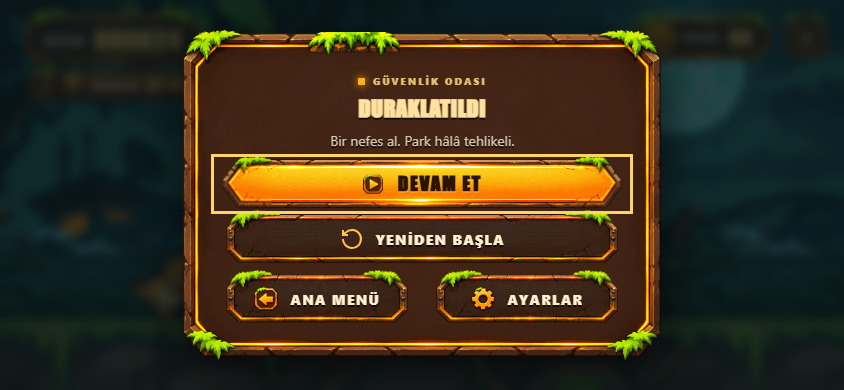 GÜVENLİK ODASI
DURAKLATILDI
Bir nefes al. Park hâlâ tehlikeli.
DEVAM ET
YENİDEN BAŞLA
ANA MENÜ
AYARLAR